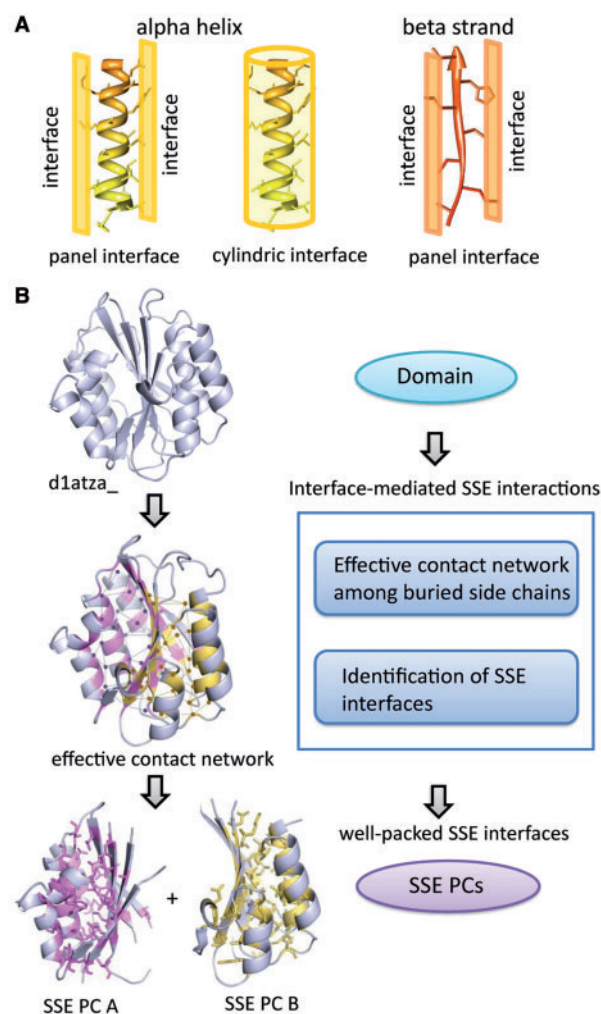 A
alpha helix
beta strand
interface
interface
interface
interface
panel interface
cylindric interface
panel interface
B
d1atza_
Domain
Interface-mediated SSE interactions
Effective contact network
among buried side chains
Identification of SSE
interfaces
effective contact network
well-packed SSE interfaces
SSE PCs
+
SSE PC A
SSE PC B